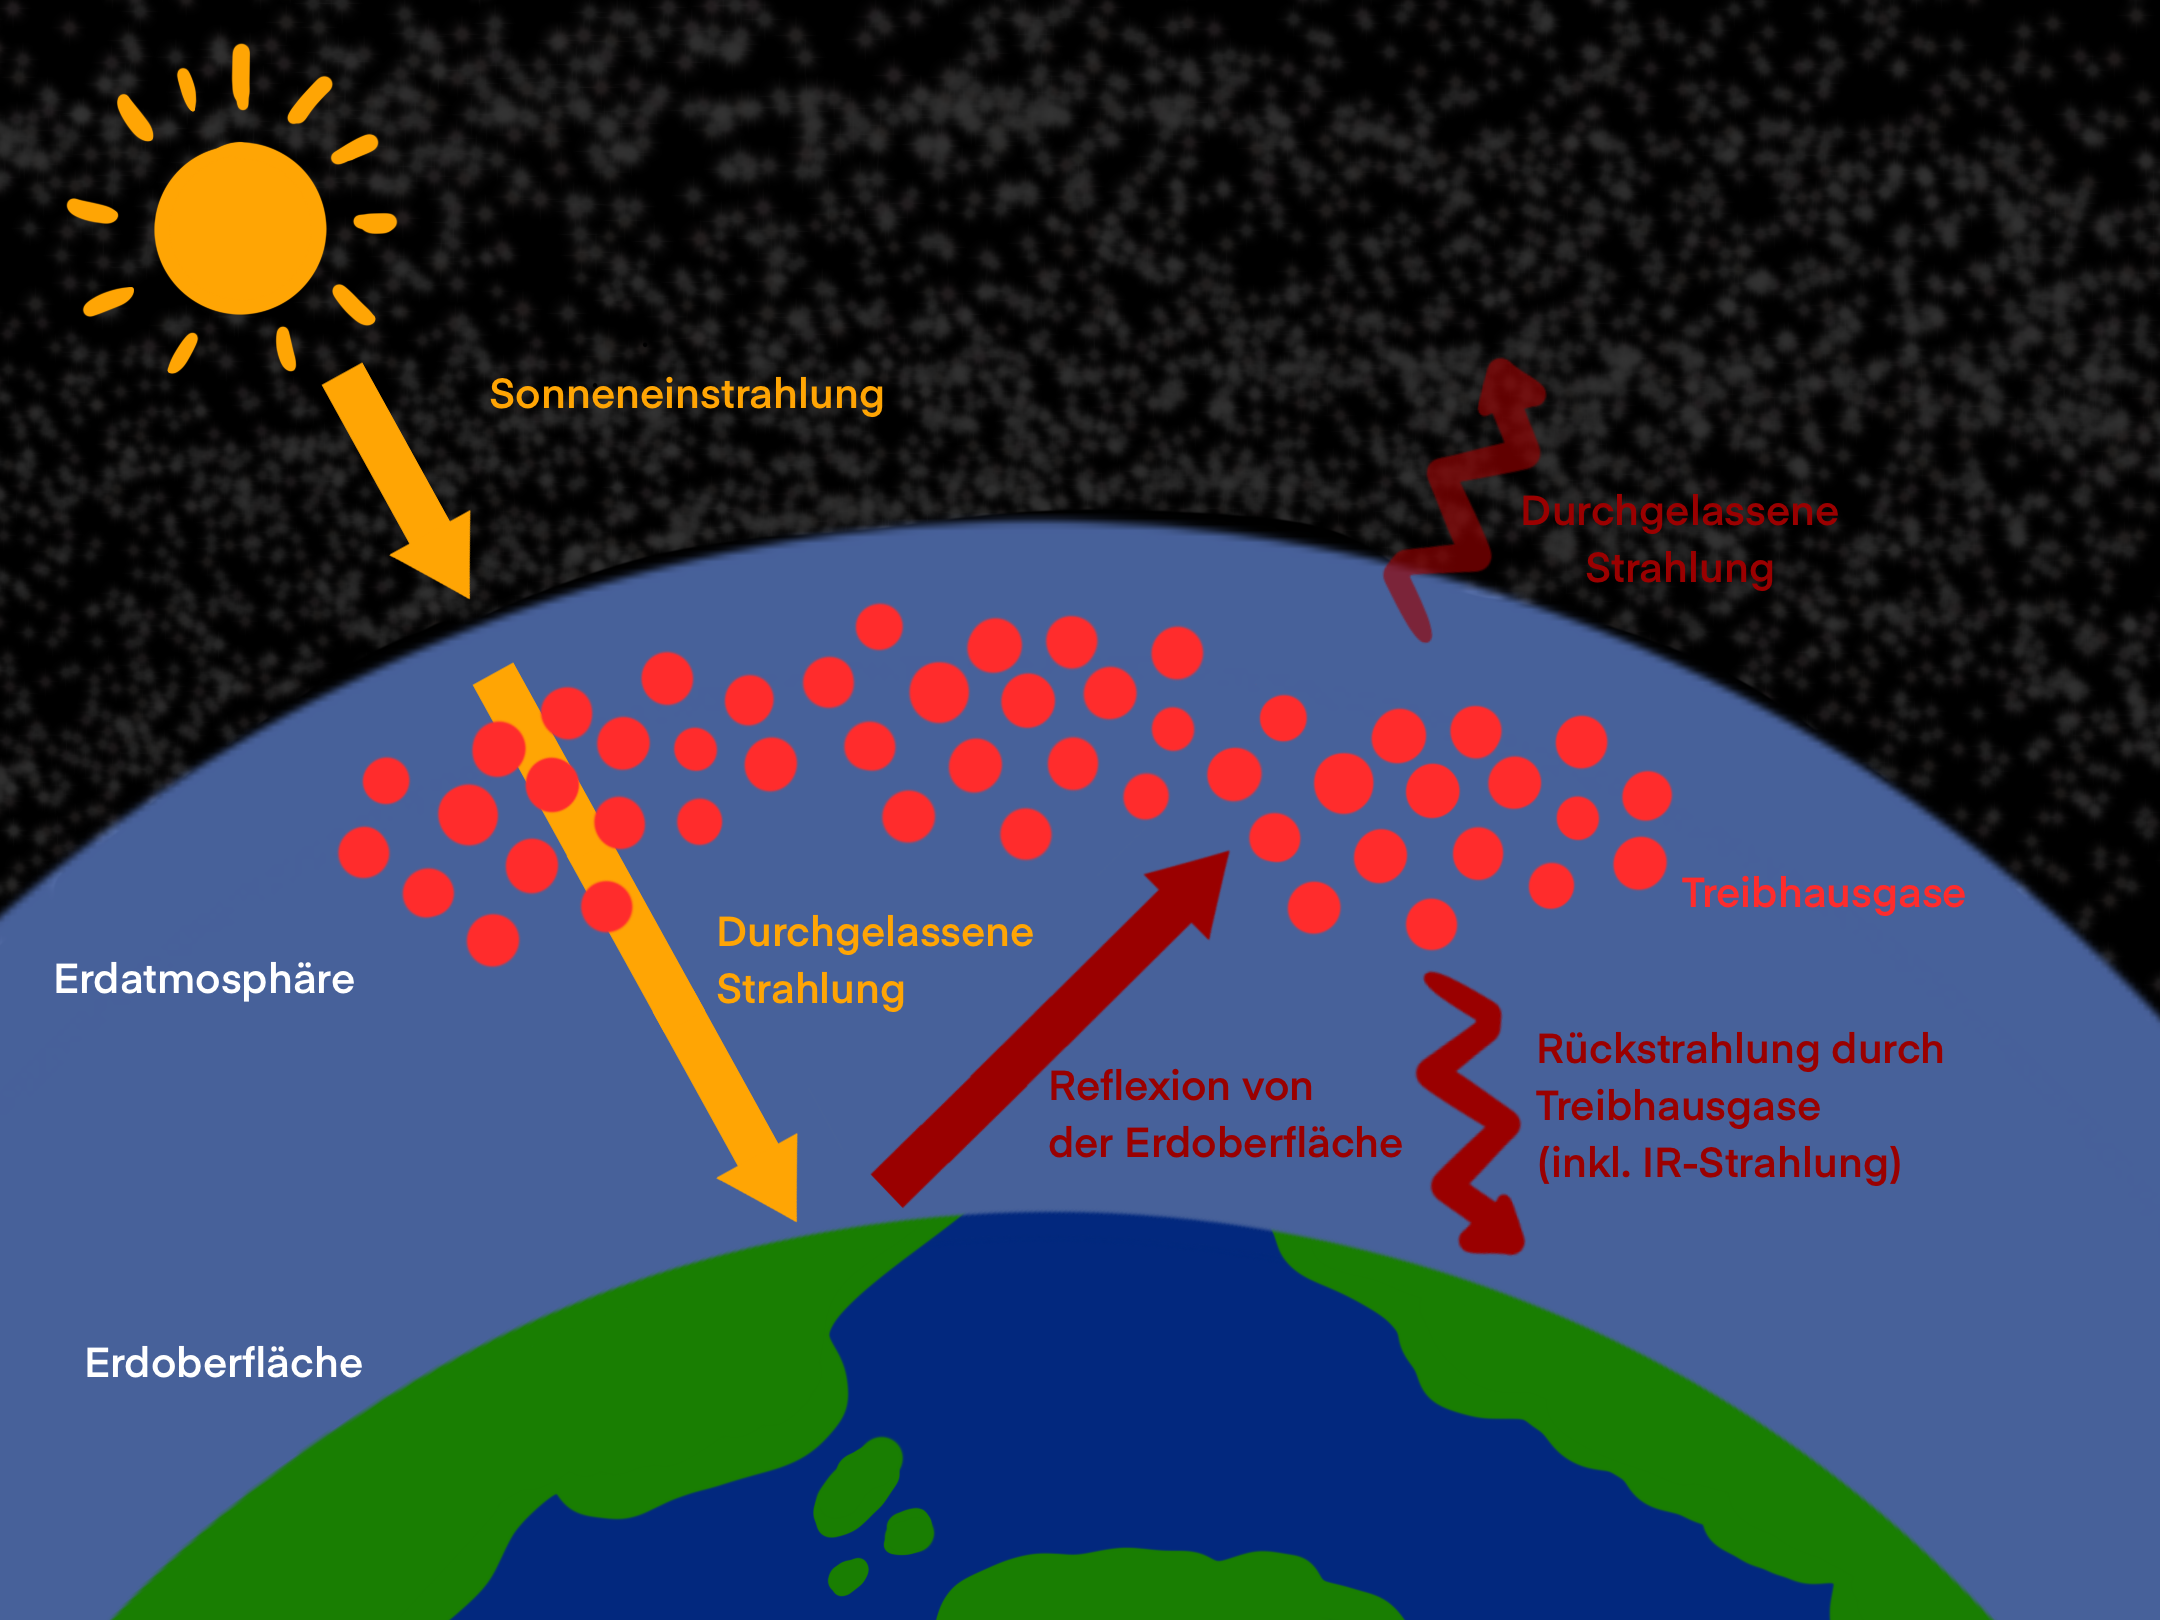 Sonneneinstrahlung
Durchgelassene
Strahlung
Treibhausgase
Durchgelassene
Strahlung
Erdatmosphäre
Rückstrahlung durch
Treibhausgase
(inkl. IR-Strahlung)
Reflexion von
der Erdoberfläche
Erdoberfläche